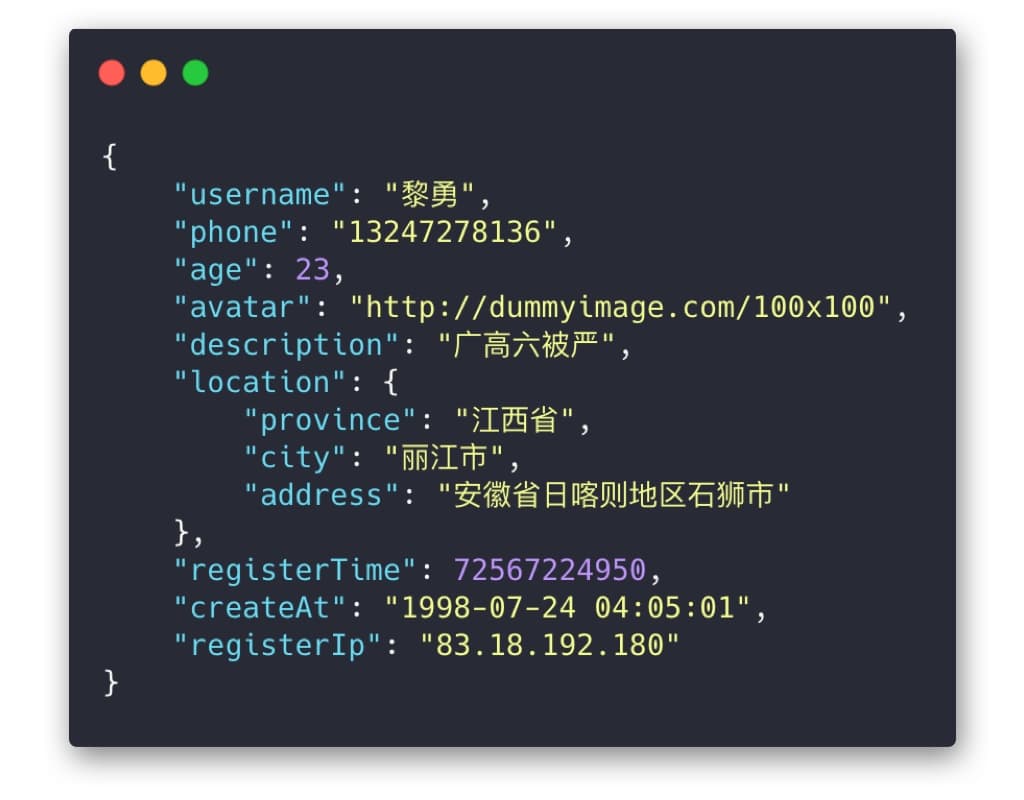 {
    "username": "黎勇",
    "phone": "13247278136",
    "age": 23,
    "avatar": "http://dummyimage.com/100x100",
    "description": "广高六被严",
    "location": {
        "province": "江西省",
        "city": "丽江市",
        "address": "安徽省日喀则地区石狮市"
    },
    "registerTime": 72567224950,
    "createAt": "1998-07-24 04:05:01",
    "registerIp": "83.18.192.180"
}